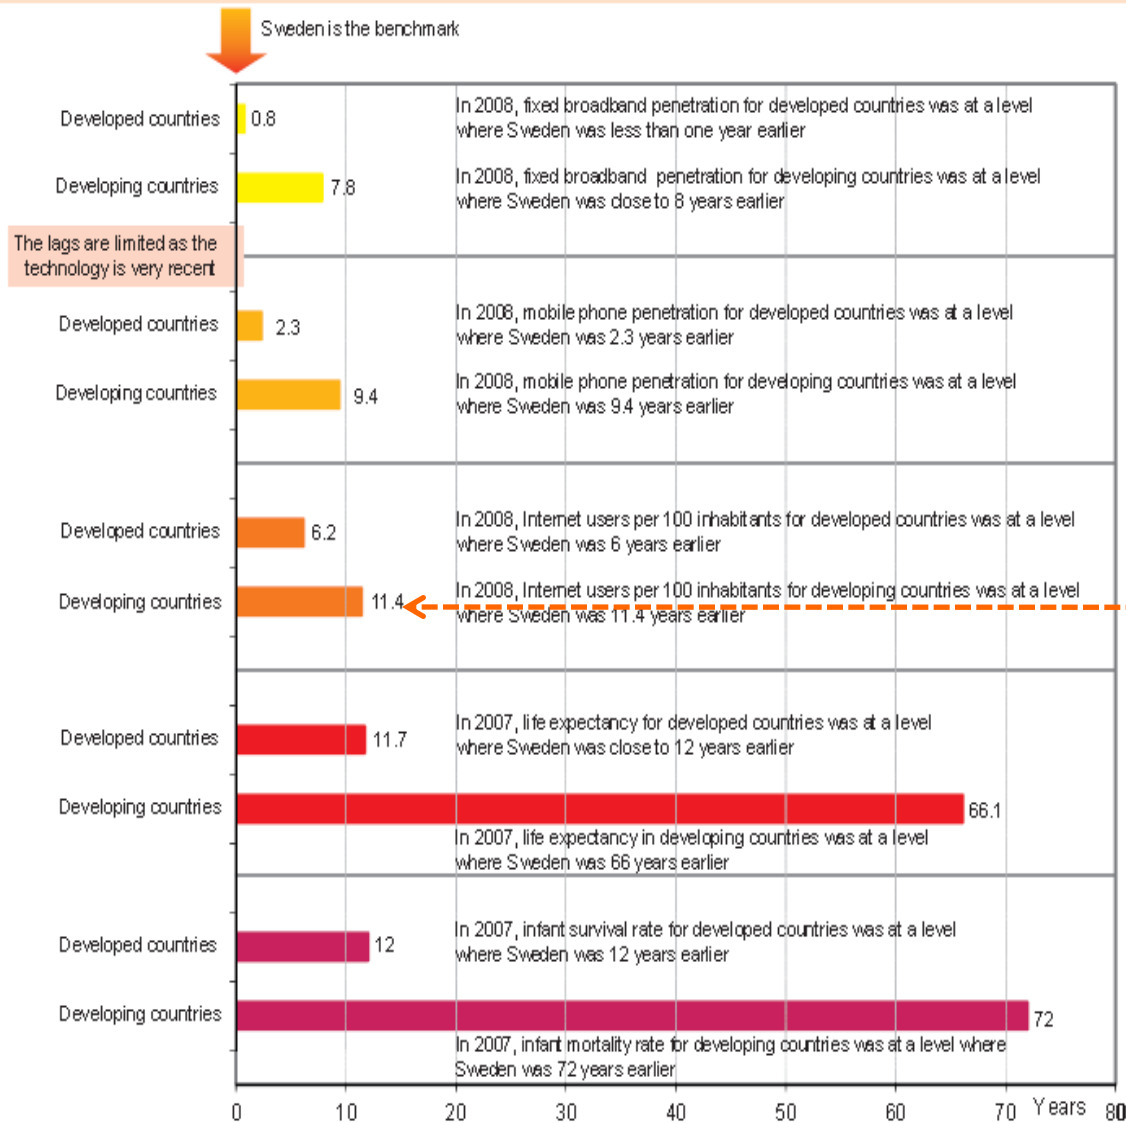 Sweden is the benchmark
Developed countries
0.8
In 2008, fixed broadband penetration for developed countries was at a level
where Sweden was less than one year earlier
Developing countries
7.8
In 2008, fixed broadband penetration for developing countries was at a level
where Sweden was close to 8 years earlier
The lags are limited as the
technology is very recent
Developed countries
2.3
In 2008, mobile phone penetration for developed countries was at a level
where Sweden was 2.3 years earlier
Developing countries
9.4
In 2008, mobile phone penetration for developing countries was at a level
where Sweden was 9.4 years earlier
Developed countries
6.2
In 2008, Internet users per 100 inhabitants for developed countries was at a level
where Sweden was 6 years earlier
Developing countries
11.4
In 2008, Internet users per 100 inhabitants for developing countries was at a level
where Sweden was 11.4 years earlier
Developed countries
11.7
In 2007, life expectancy for developed countries was at a level
where Sweden was close to 12 years earlier
Developing countries
66.1
In 2007, life expectancy in developing countries was at a level
where Sweden was 66 years earlier
Developed countries
12
In 2007, infant survival rate for developed countries was at a level
where Sweden was 12 years earlier
Developing countries
72
In 2007, infant mortality rate for developing countries was at a level where
Sweden was 72 years earlier
0 10 20 30 40 50 60 70 Years 80